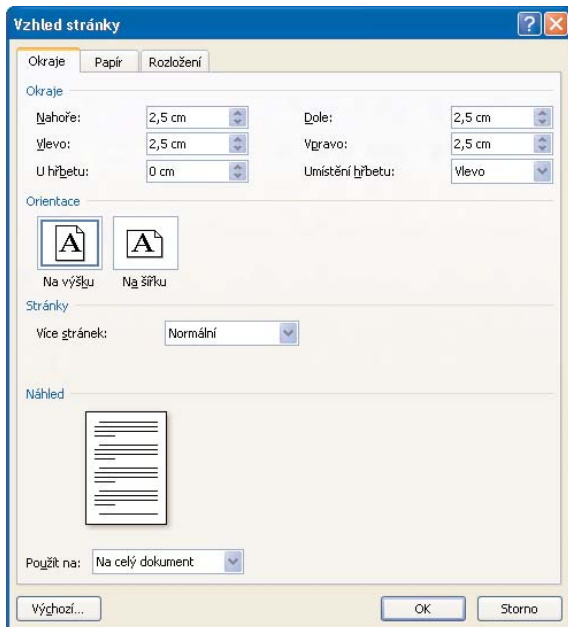 Vzhled stránky
Okraje Papír Rozložení
Okraje
Nahoře: 2,5 cm Dole: 2,5 cm
Vlevo: 2,5 cm Vpravo: 2,5 cm
U hřbetu: 0 cm Umístění hřbetu: Vlevo
Orientace
A A
Na výšku Na šířku
Stránky
Více stránek: Normální
Náhled
Použít na: Na celý dokument
Výchozí... OK Storno